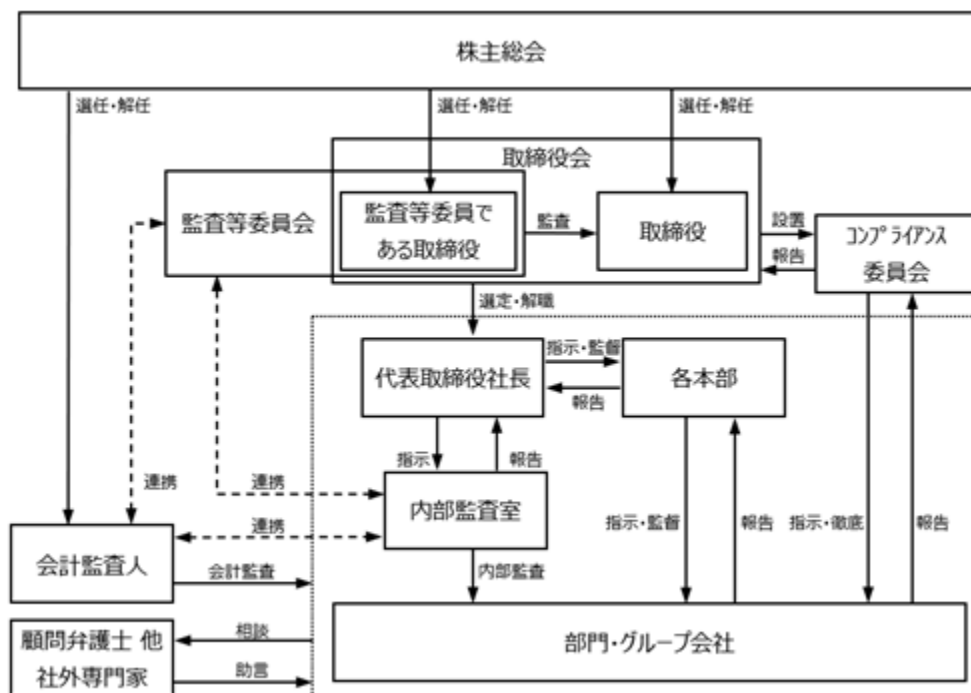 株主総会
選任・解任
選任・解任
選任・解任
取締役会
監査等委員会
監査等委員で
ある取締役
監査
取締役
設置
報告
コンプライアンス
委員会
選定・解職
代表取締役社長
指示・監督
報告
各本部
指示
報告
連携
連携
連携
内部監査室
指示・監督
報告
指示・徹底
報告
会計監査人
会計監査
内部監査
部門・グループ会社
顧問弁護士 他
社外専門家
相談
助言